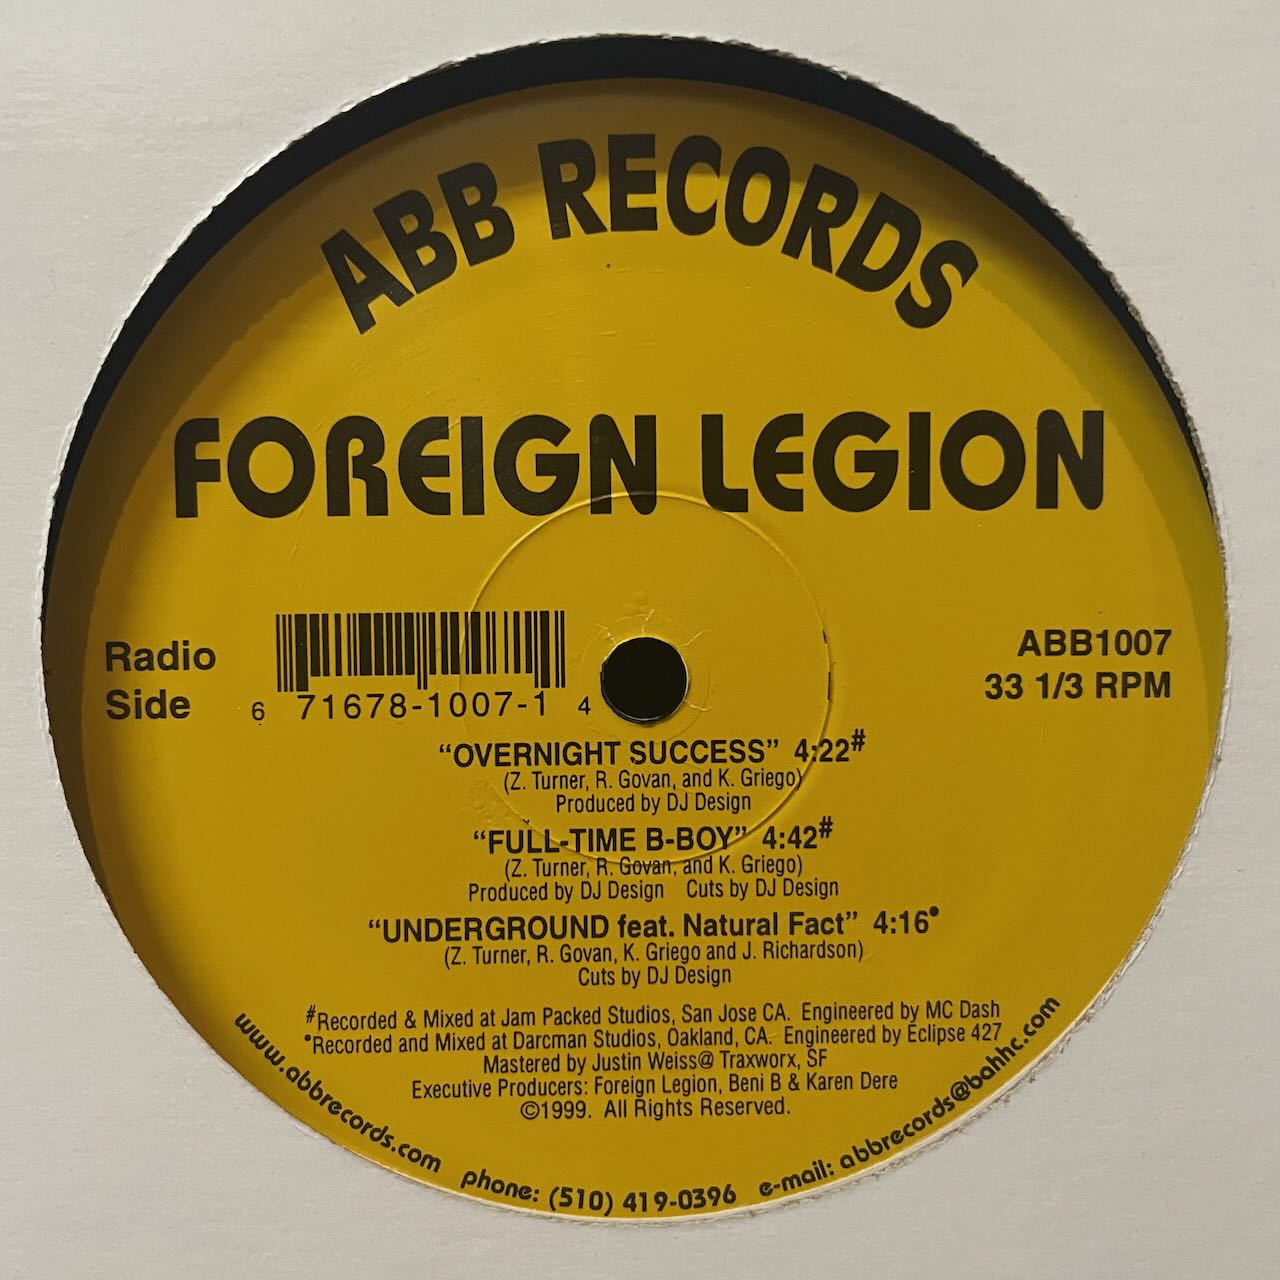 ABB RECORDS
FOREIGN LEGION
Radio
Side
6 71678-1007-1 4
ABB1007
33 1/3 RPM
“OVERNIGHT SUCCESS” 4:22#
(Z. Turner, R. Govan, and K. Griego)
Produced by DJ Design
“FULL-TIME B-BOY” 4:42#
(Z. Turner, R. Govan, and K. Griego)
Produced by DJ Design Cuts by DJ Design
“UNDERGROUND feat. Natural Fact” 4:16•
(Z. Turner, R. Govan, K. Griego and J. Richardson)
Cuts by DJ Design
#Recorded & Mixed at Jam Packed Studios, San Jose CA. Engineered by MC Dash
•Recorded and Mixed at Darcman Studios, Oakland, CA. Engineered by Eclipse 427
Mastered by Justin Weiss@ Traxworx, SF
Executive Producers: Foreign Legion, Beni B & Karen Dere
©1999. All Rights Reserved.
www.abbrecords.com phone: (510) 419-0396 e-mail: abbrecords@bahhc.com